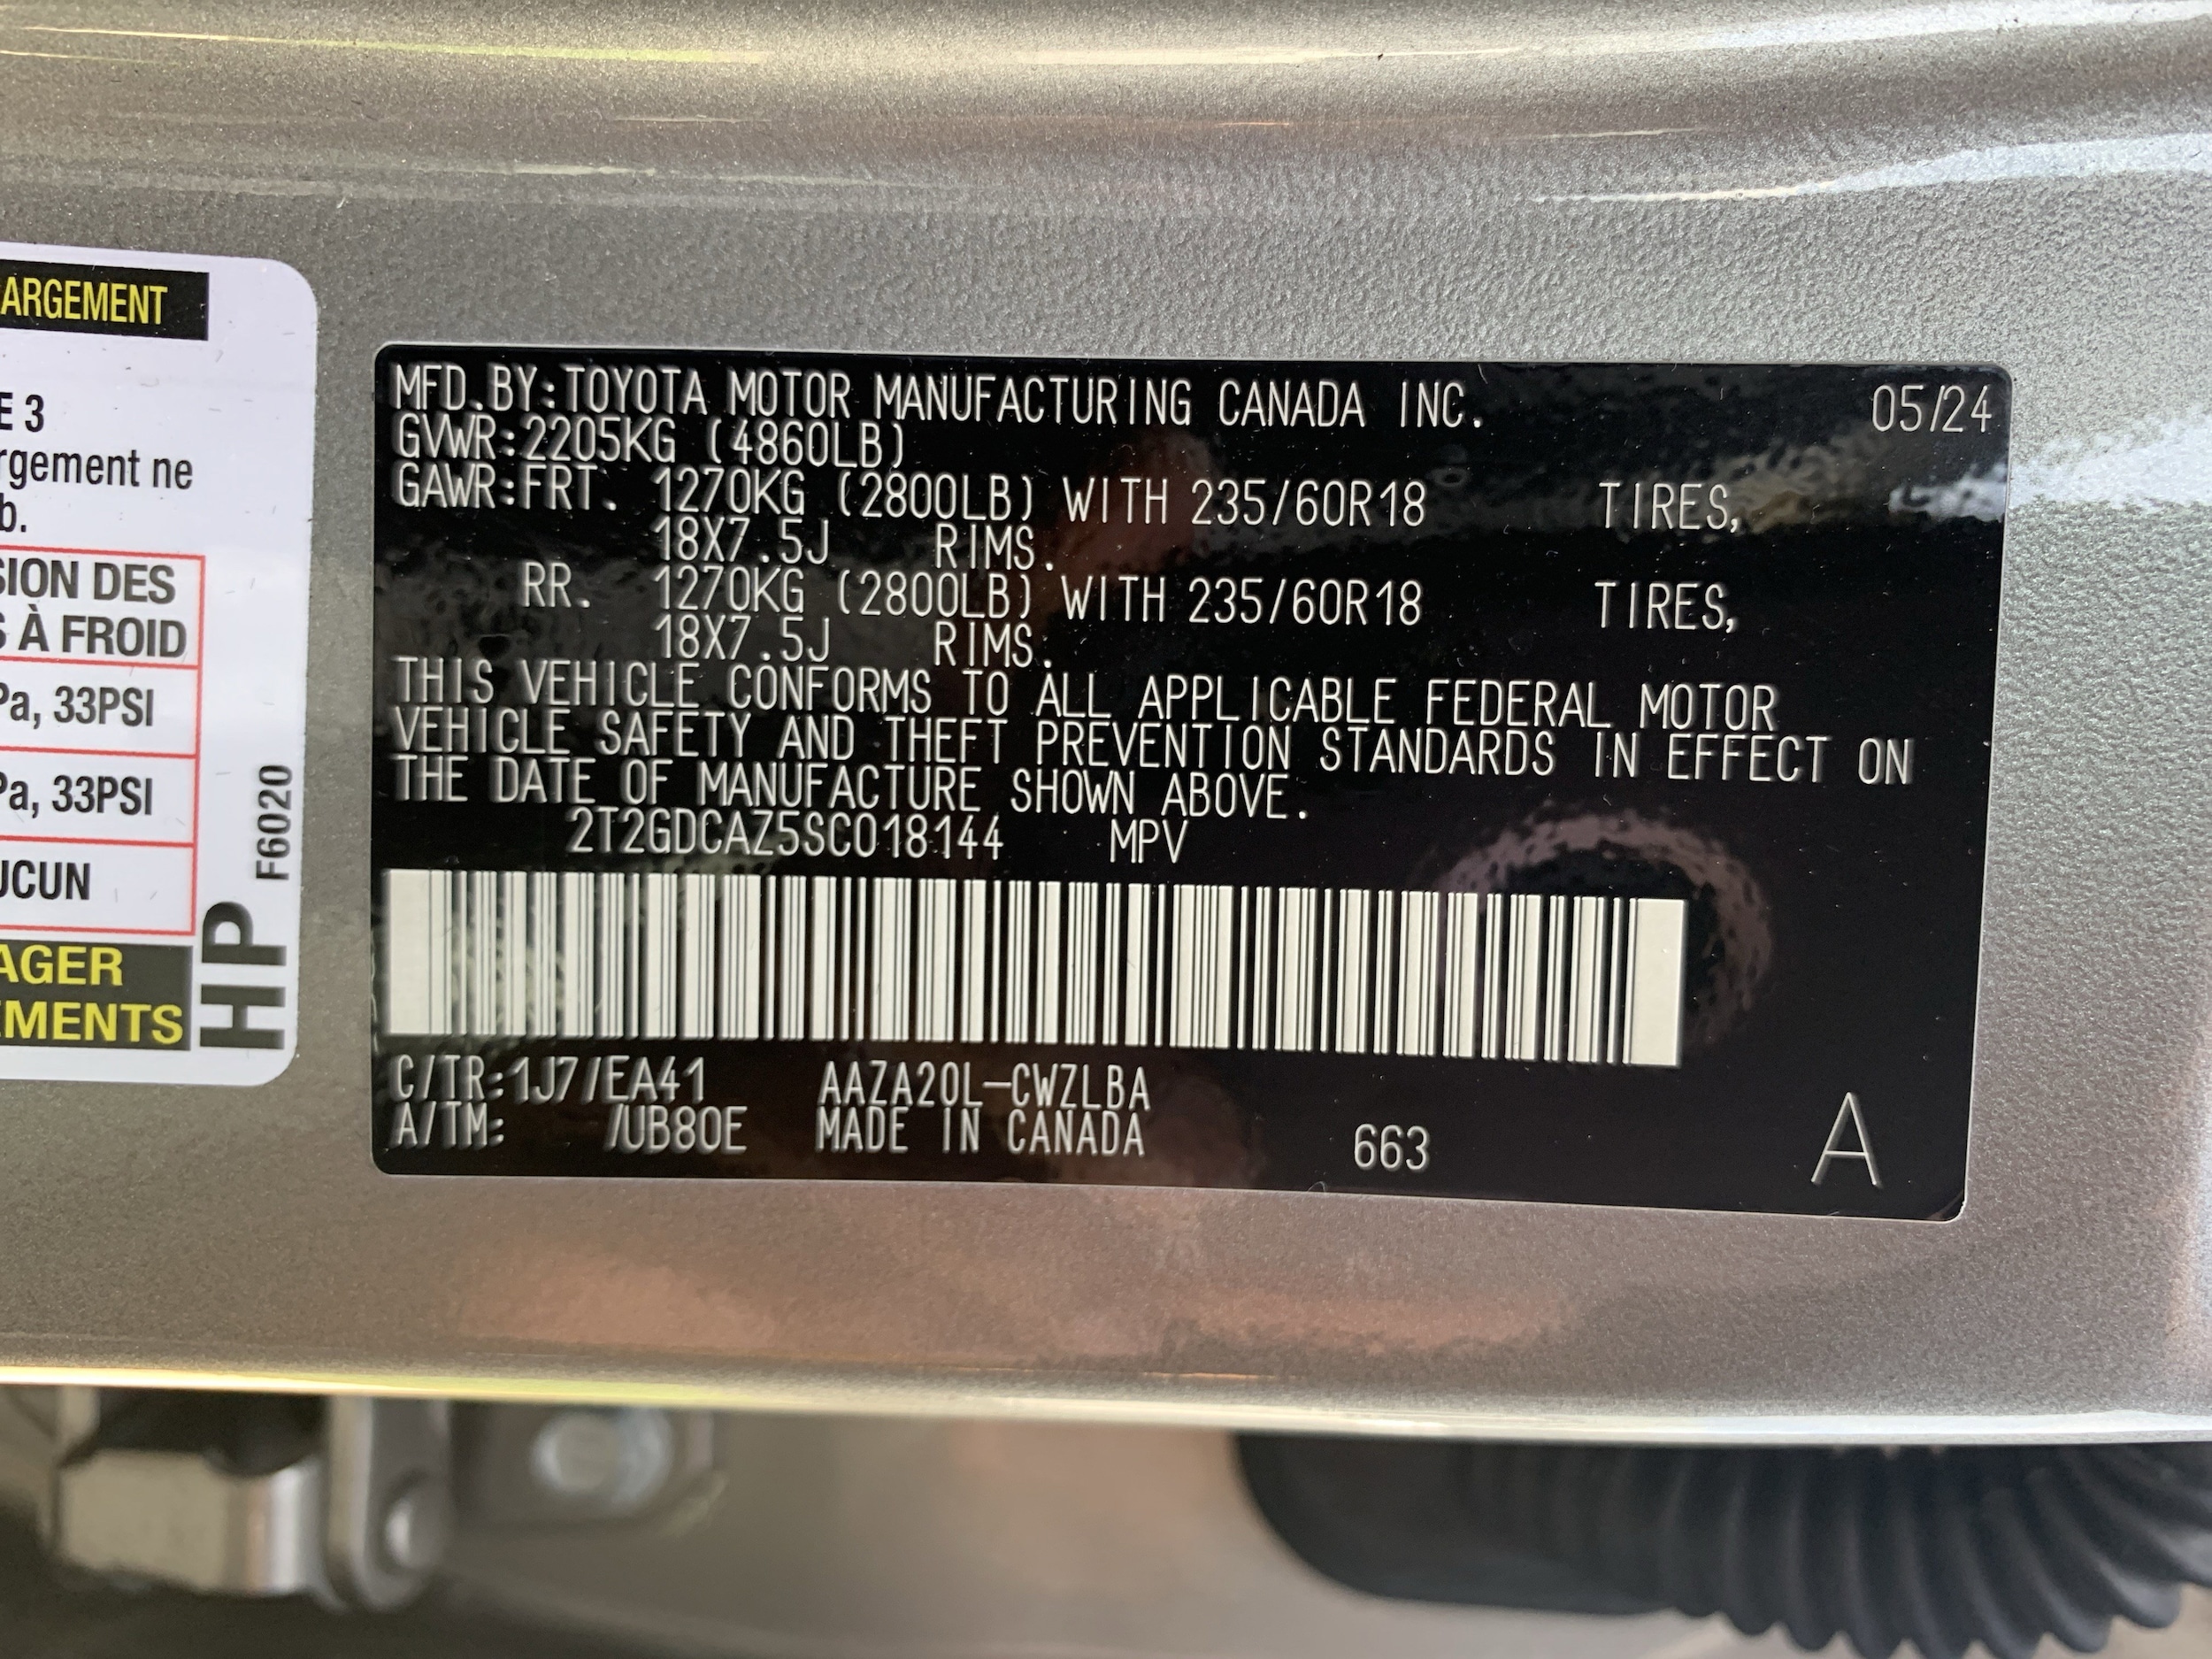 ARGEMENT
E 3
rgement ne
b.
SION DES
S À FROID
Pa, 33PSI
Pa, 33PSI
UCUN
AGER
EMENTS
HP F6020
MFD.BY:TOYOTA MOTOR MANUFACTURING CANADA INC. 05/24
GVWR:2205KG (4860LB)
GAWR:FRT. 1270KG (2800LB) WITH 235/60R18 TIRES,
18X7.5J RIMS.
RR. 1270KG (2800LB) WITH 235/60R18 TIRES,
18X7.5J RIMS.
THIS VEHICLE CONFORMS TO ALL APPLICABLE FEDERAL MOTOR
VEHICLE SAFETY AND THEFT PREVENTION STANDARDS IN EFFECT ON
THE DATE OF MANUFACTURE SHOWN ABOVE.
2T2GDCAZ5SC018144 MPV
C/TR:1J7/EA41 AAZA20L-CWZLBA
A/TM: /UB80E MADE IN CANADA 663 A